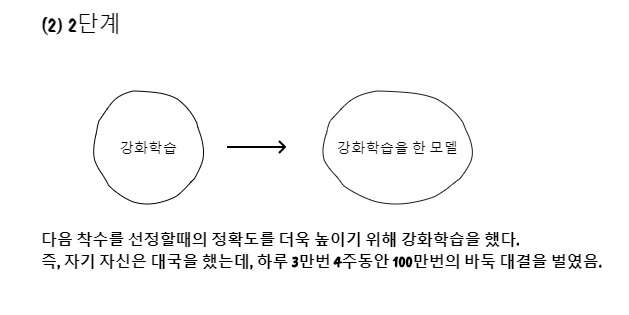 (2) 2단계
강화학습
강화학습을 한 모델
다음 착수를 선정할때의 정확도를 더욱 높이기 위해 강화학습을 했다.
즉, 자기 자신은 대국을 했는데, 하루 3만번 4주동안 100만번의 바둑 대결을 벌였음.